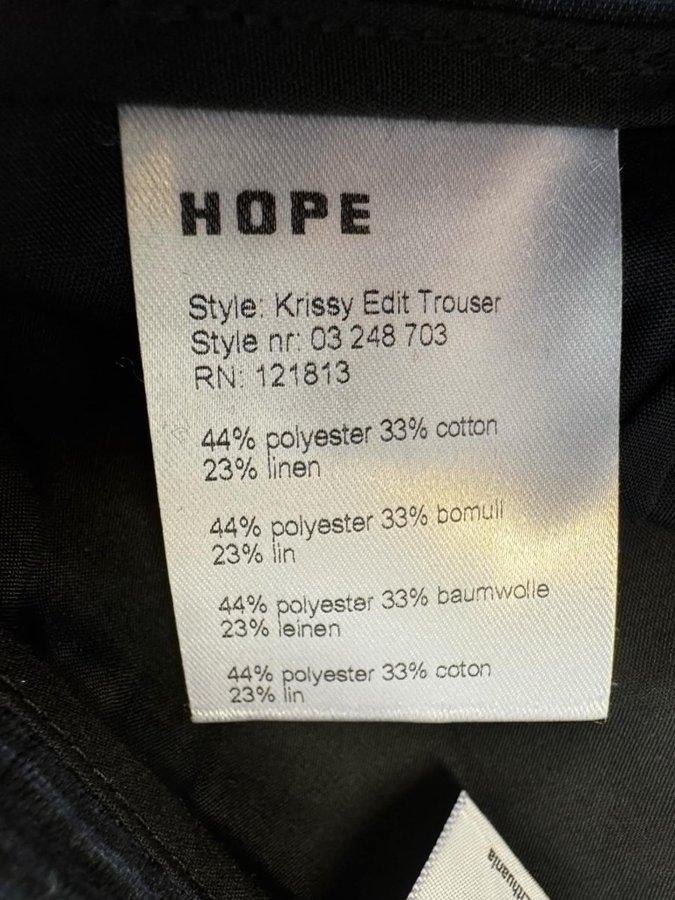 HOPE
Style: Krissy Edit Trouser
Style nr: 03 248 703
RN: 121813
44% polyester 33% cotton
23% linen
44% polyester 33% bomull
23% lin
44% polyester 33% baumwolle
23% leinen
44% polyester 33% coton
23% lin